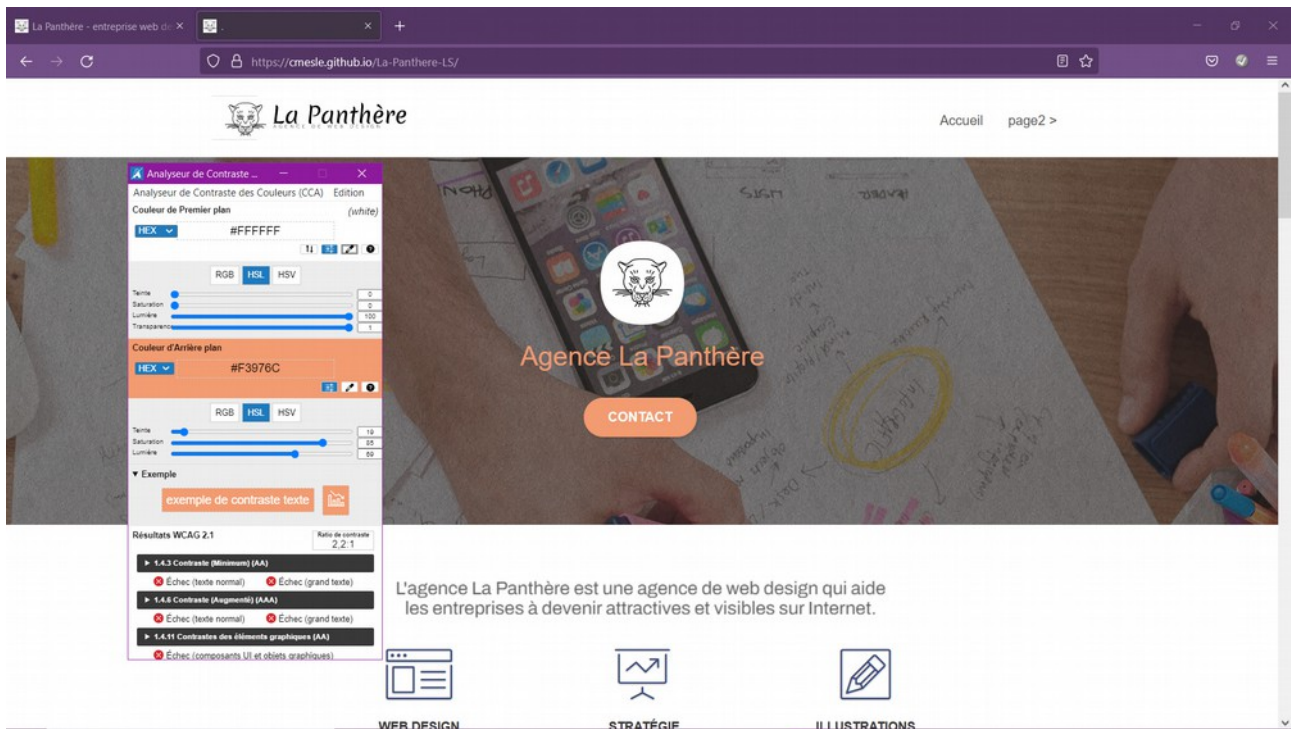 La Panthère - entreprise web de
.
https://cmesle.github.io/La-Panthere-LS/
La Panthère
AGENCE DE WEB DESIGN
Accueil page2 >
Analyseur de Contraste ...
Analyseur de Contraste des Couleurs (CCA) Edition
Couleur de Premier plan (white)
HEX #FFFFFF
RGB HSL HSV
Teinte 0
Saturation 0
Lumière 100
Transparence 1
Couleur d'Arrière plan
HEX #F3976C
RGB HSL HSV
Teinte 19
Saturation 85
Lumière 69
▼ Exemple
exemple de contraste texte
Résultats WCAG 2.1
Ratio de contraste
2,2:1
► 1.4.3 Contraste (Minimum) (AA)
Échec (texte normal) Échec (grand texte)
► 1.4.6 Contraste (Augmenté) (AAA)
Échec (texte normal) Échec (grand texte)
► 1.4.11 Contrastes des éléments graphiques (AA)
Échec (composants UI et objets graphiques)
Agence La Panthère
CONTACT
L'agence La Panthère est une agence de web design qui aide
les entreprises à devenir attractives et visibles sur Internet.
WEB DESIGN STRATÉGIE ILLUSTRATIONS